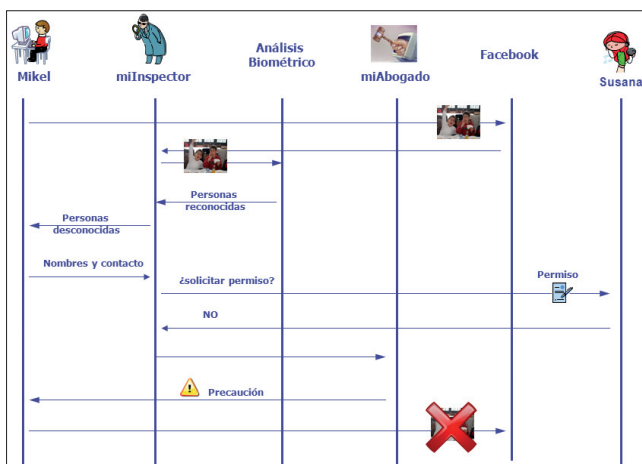 Mikel
miInspector
Análisis
Biométrico
miAbogado
Facebook
Susana
Personas
reconocidas
Personas
desconocidas
Nombres y contacto
¿solicitar permiso?
Permiso
NO
Precaución